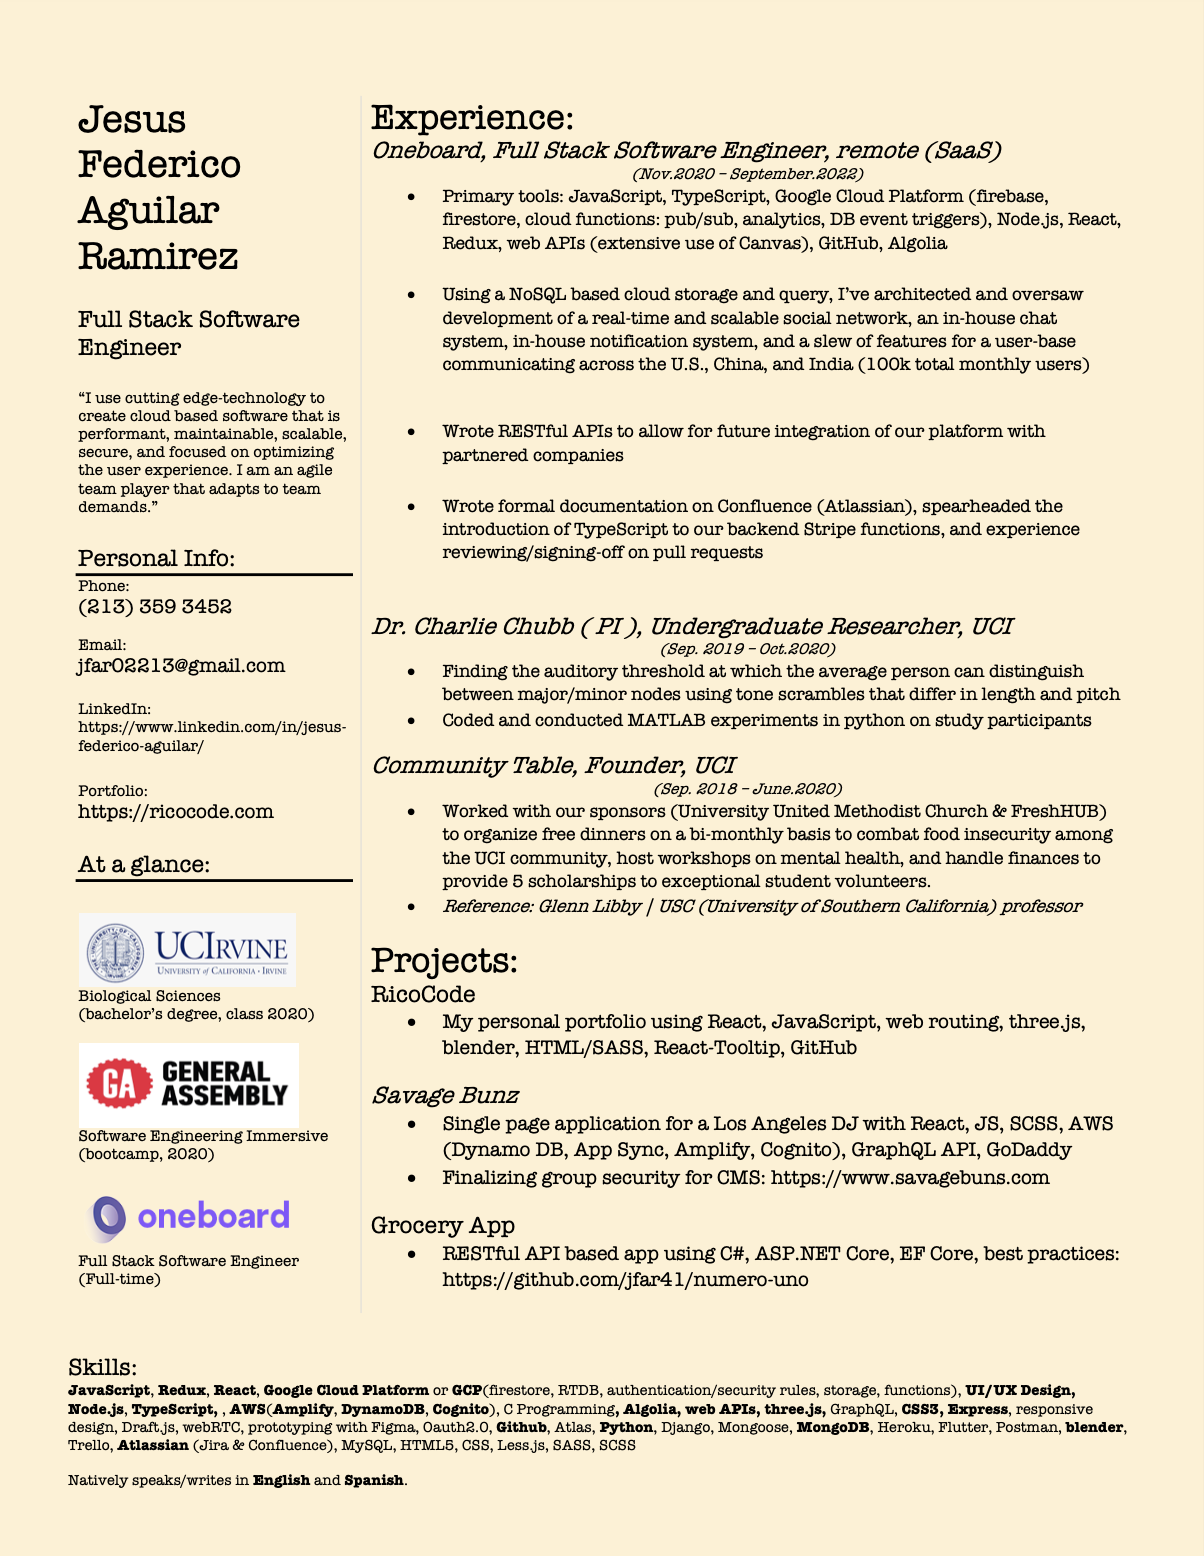 Jesus
Federico
Aguilar
Ramirez
Full Stack Software
Engineer
“I use cutting edge-technology to
create cloud based software that is
performant, maintainable, scalable,
secure, and focused on optimizing
the user experience. I am an agile
team player that adapts to team
demands.”
Personal Info:
Phone:
(213) 359 3452
Email:
jfar02213@gmail.com
LinkedIn:
https://www.linkedin.com/in/jesus-
federico-aguilar/
Portfolio:
https://ricocode.com
At a glance:
UCIRVINE
UNIVERSITY of CALIFORNIA · IRVINE
Biological Sciences
(bachelor’s degree, class 2020)
GA
GENERAL
ASSEMBLY
Software Engineering Immersive
(bootcamp, 2020)
oneboard
Full Stack Software Engineer
(Full-time)
Experience:
Oneboard, Full Stack Software Engineer, remote (SaaS)
(Nov.2020 – September.2022)
• Primary tools: JavaScript, TypeScript, Google Cloud Platform (firebase,
firestore, cloud functions: pub/sub, analytics, DB event triggers), Node.js, React,
Redux, web APIs (extensive use of Canvas), GitHub, Algolia
• Using a NoSQL based cloud storage and query, I’ve architected and oversaw
development of a real-time and scalable social network, an in-house chat
system, in-house notification system, and a slew of features for a user-base
communicating across the U.S., China, and India (100k total monthly users)
• Wrote RESTful APIs to allow for future integration of our platform with
partnered companies
• Wrote formal documentation on Confluence (Atlassian), spearheaded the
introduction of TypeScript to our backend Stripe functions, and experience
reviewing/signing-off on pull requests
Dr. Charlie Chubb ( PI ), Undergraduate Researcher, UCI
(Sep. 2019 – Oct.2020)
• Finding the auditory threshold at which the average person can distinguish
between major/minor nodes using tone scrambles that differ in length and pitch
• Coded and conducted MATLAB experiments in python on study participants
Community Table, Founder, UCI
(Sep. 2018 – June.2020)
• Worked with our sponsors (University United Methodist Church & FreshHUB)
to organize free dinners on a bi-monthly basis to combat food insecurity among
the UCI community, host workshops on mental health, and handle finances to
provide 5 scholarships to exceptional student volunteers.
• Reference: Glenn Libby | USC (University of Southern California) professor
Projects:
RicoCode
• My personal portfolio using React, JavaScript, web routing, three.js,
blender, HTML/SASS, React-Tooltip, GitHub
Savage Bunz
• Single page application for a Los Angeles DJ with React, JS, SCSS, AWS
(Dynamo DB, App Sync, Amplify, Cognito), GraphQL API, GoDaddy
• Finalizing group security for CMS: https://www.savagebuns.com
Grocery App
• RESTful API based app using C#, ASP.NET Core, EF Core, best practices:
https://github.com/jfar41/numero-uno
Skills:
JavaScript, Redux, React, Google Cloud Platform or GCP(firestore, RTDB, authentication/security rules, storage, functions), UI/UX Design,
Node.js, TypeScript, , AWS(Amplify, DynamoDB, Cognito), C Programming, Algolia, web APIs, three.js, GraphQL, CSS3, Express, responsive
design, Draft.js, webRTC, prototyping with Figma, Oauth2.0, Github, Atlas, Python, Django, Mongoose, MongoDB, Heroku, Flutter, Postman, blender,
Trello, Atlassian (Jira & Confluence), MySQL, HTML5, CSS, Less.js, SASS, SCSS
Natively speaks/writes in English and Spanish.